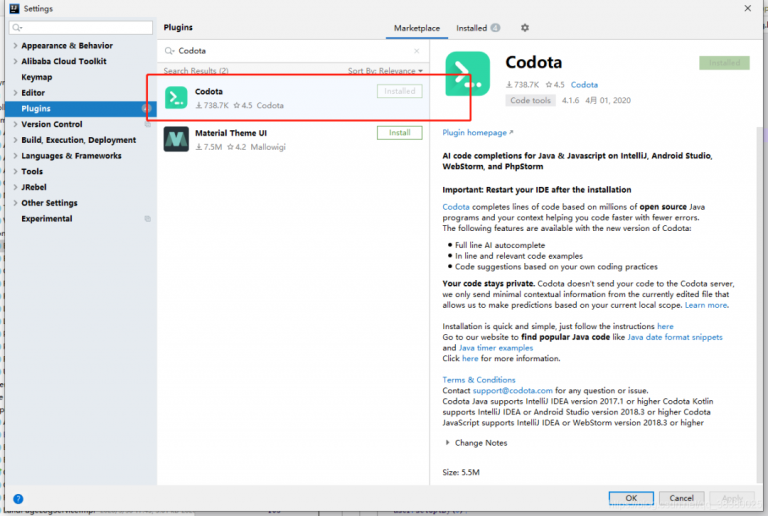 Settings
Appearance & Behavior
Alibaba Cloud Toolkit
Keymap
Editor
Plugins
Version Control
Build, Execution, Deployment
Languages & Frameworks
Tools
JRebel
Other Settings
Experimental
Plugins
Marketplace
Installed 4
Codota
Search Results (2)
Sort By: Relevance
Codota
738.7K 4.5 Codota
Installed
Material Theme UI
7.5M 4.2 Mallowigi
Install
Codota
Installed
738.7K 4.5 Codota
Code tools 4.1.6 4月 01, 2020
Plugin homepage
AI code completions for Java & Javascript on IntelliJ, Android Studio,
WebStorm, and PhpStorm
Important: Restart your IDE after the installation
Codota completes lines of code based on millions of open source Java
programs and your context helping you code faster with fewer errors.
The following features are available with the new version of Codota:
Full line AI autocomplete
In line and relevant code examples
Code suggestions based on your own coding practices
Your code stays private. Codota doesn't send your code to the Codota server,
we only send minimal contextual information from the currently edited file that
allows us to make predictions based on your current local scope. Learn more.
Installation is quick and simple, just follow the instructions here
Go to our website to find popular Java code like Java date format snippets
and Java timer examples
Click here for more information.
Terms & Conditions
Contact support@codota.com for any question or issue.
Codota Java supports IntelliJ IDEA version 2017.1 or higher Codota Kotlin
supports IntelliJ IDEA or Android Studio version 2018.3 or higher Codota
JavaScript supports IntelliJ IDEA or WebStorm version 2018.3 or higher
Change Notes
Size: 5.5M
?
OK
Cancel
Apply